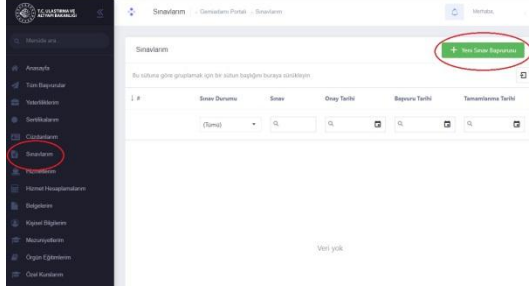 T.C. ULAŞTIRMA VE
ALTYAPI BAKANLIĞI
Menüde ara
Anasayfa
Tüm Başvurular
Yeterliliklerim
Sertifikalarım
Cüzdanlarım
Sınavlarım
Hizmetlerim
Hizmet Hesaplamalarım
Belgelerim
Kişisel Bilgilerim
Mezuniyetlerim
Örgün Eğitimlerim
Özel Kurslarım
Sınavlarım > Gemiadamı Portalı > Sınavlarım
Merhaba,
Sınavlarım
+ Yeni Sınav Başvurusu
Bu sütuna göre gruplamak için bir sütun başlığını buraya sürükleyin
# Sınav Durumu Sınav Onay Tarihi Başvuru Tarihi Tamamlanma Tarihi
(Tümü)
Veri yok